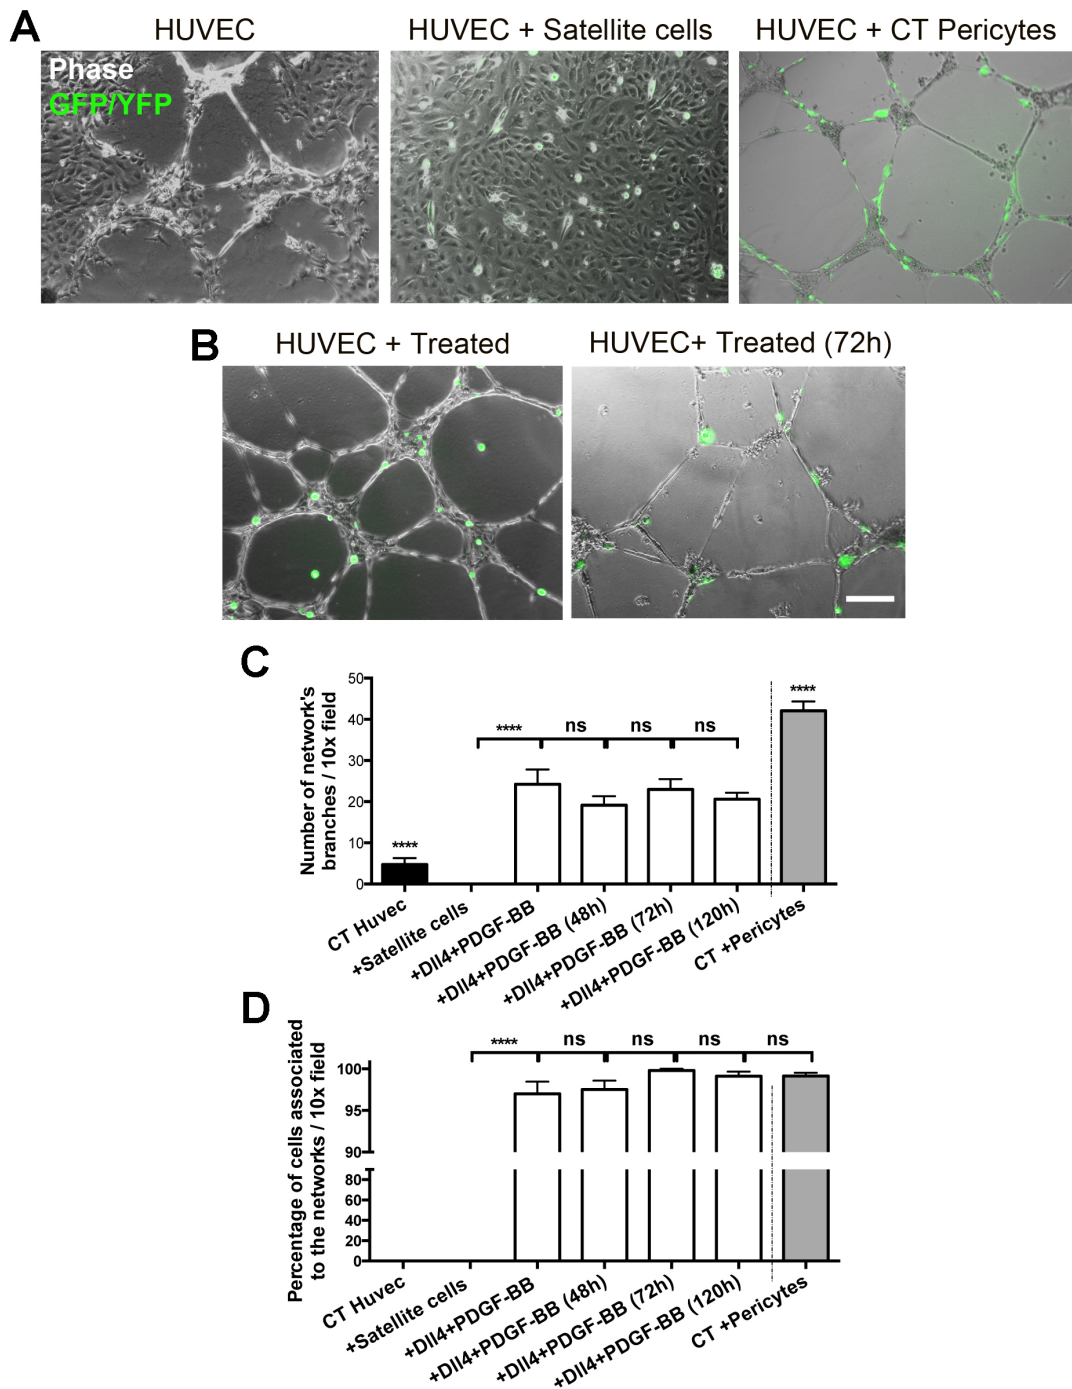 A
HUVEC
HUVEC + Satellite cells
HUVEC + CT Pericytes
Phase
GFP/YFP
B
HUVEC + Treated
HUVEC+ Treated (72h)
C
Number of network's
branches / 10x field
50
40
30
20
10
0
****
****
ns
ns
ns
****
CT Huvec
+Satellite cells
+Dll4+PDGF-BB
+Dll4+PDGF-BB (48h)
+Dll4+PDGF-BB (72h)
+Dll4+PDGF-BB (120h)
CT +Pericytes
D
Percentage of cells associated
to the networks / 10x field
100
95
90
80
60
40
20
0
****
ns
ns
ns
ns
CT Huvec
+Satellite cells
+Dll4+PDGF-BB
+Dll4+PDGF-BB (48h)
+Dll4+PDGF-BB (72h)
+Dll4+PDGF-BB (120h)
CT +Pericytes